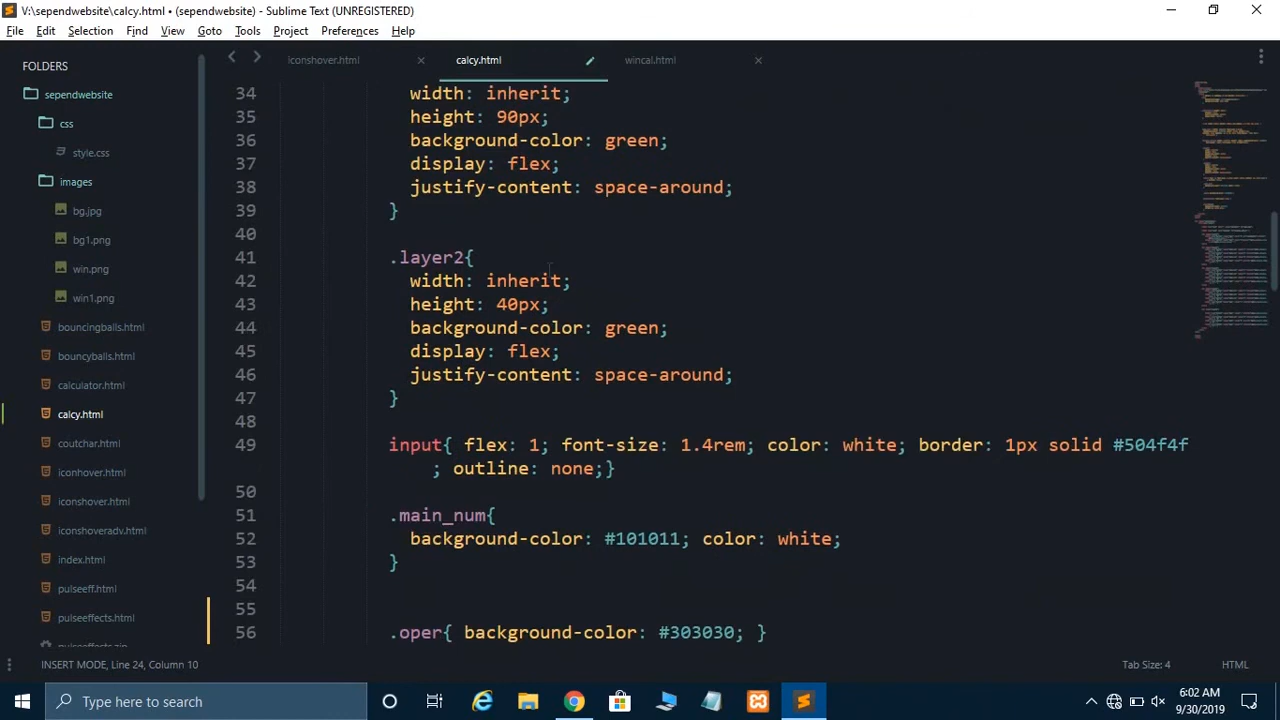 V:\sependwebsite\calcy.html • (sependwebsite) - Sublime Text (UNREGISTERED)
File Edit Selection Find View Goto Tools Project Preferences Help
FOLDERS
sependwebsite
css
style.css
images
bg.jpg
bg1.png
win.png
win1.png
bouncingballs.html
bouncyballs.html
calculator.html
calcy.html
coutchar.html
iconhover.html
iconshover.html
iconshoveradv.html
index.html
pulseeff.html
pulseeffects.html
pulseeffects.zip
iconshover.html calcy.html wincal.html
34 width: inherit;
35 height: 90px;
36 background-color: green;
37 display: flex;
38 justify-content: space-around;
39 }
40
41 .layer2{
42 width: inherit;
43 height: 40px;
44 background-color: green;
45 display: flex;
46 justify-content: space-around;
47 }
48
49 input{ flex: 1; font-size: 1.4rem; color: white; border: 1px solid #504f4f
; outline: none;}
50
51 .main_num{
52 background-color: #101011; color: white;
53 }
54
55
56 .oper{ background-color: #303030; }
INSERT MODE, Line 24, Column 10 Tab Size: 4 HTML
Type here to search
6:02 AM
9/30/2019